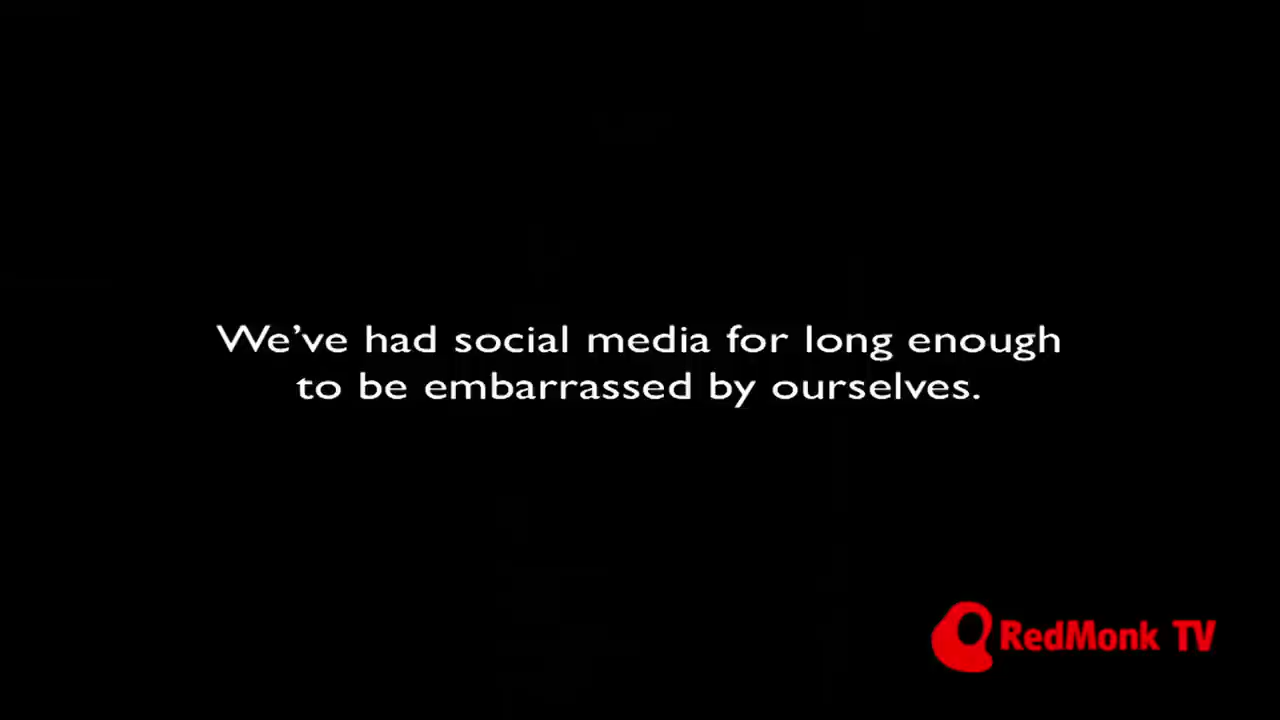 We've had social media for long enough
to be embarrassed by ourselves.
RedMonk TV